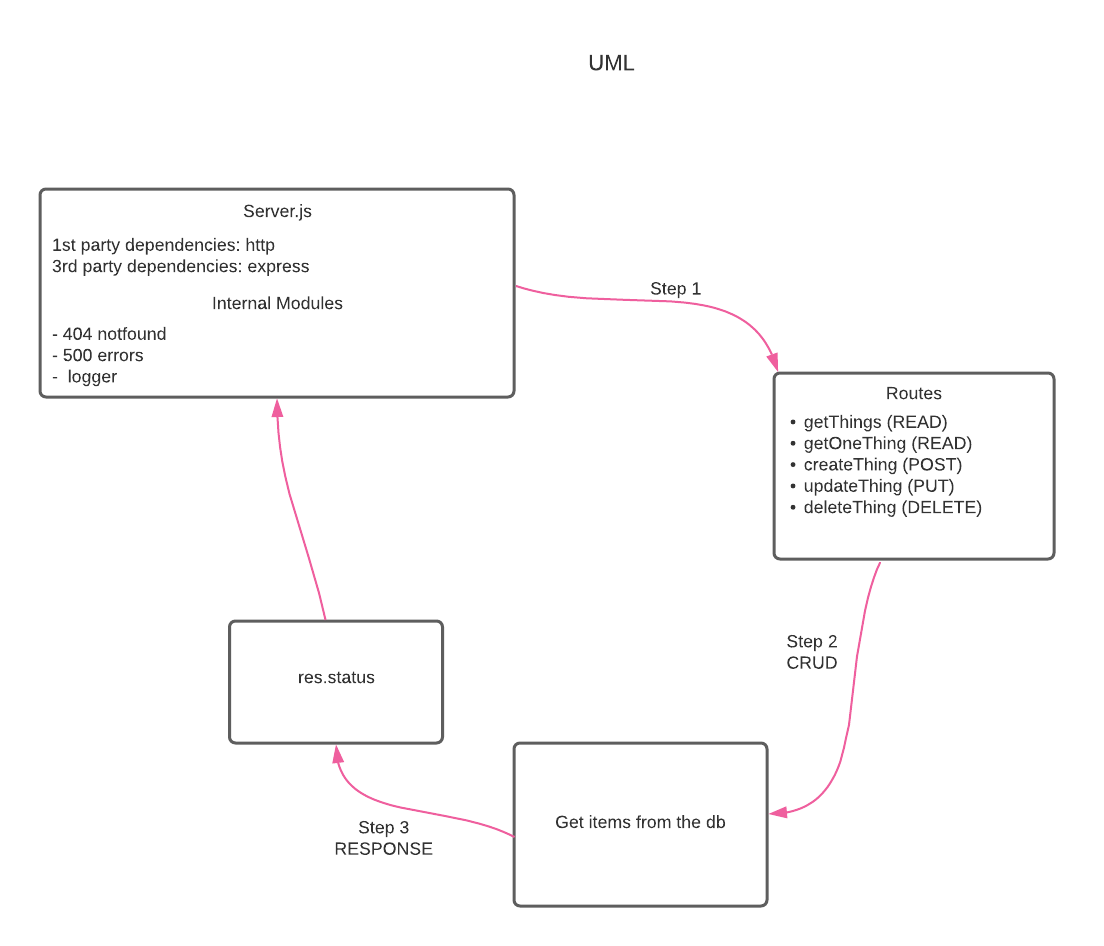 UML
Server.js
1st party dependencies: http
3rd party dependencies: express
Internal Modules
- 404 notfound
- 500 errors
-  logger
Step 1
Routes
• getThings (READ)
• getOneThing (READ)
• createThing (POST)
• updateThing (PUT)
• deleteThing (DELETE)
Step 2
CRUD
Get items from the db
Step 3
RESPONSE
res.status